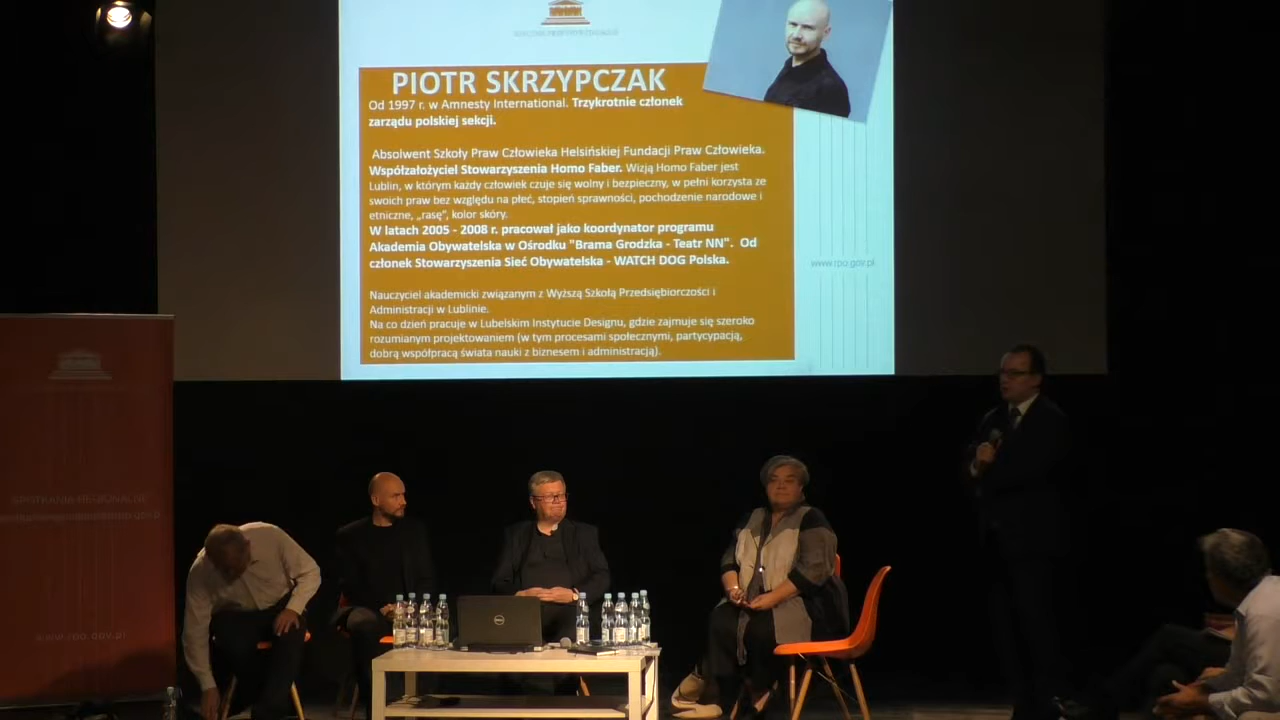 PIOTR SKRZYPCZAK
Od 1997 r. w Amnesty International. Trzykrotnie członek
zarządu polskiej sekcji.
Absolwent Szkoły Praw Człowieka Helsińskiej Fundacji Praw Człowieka.
Współzałożyciel Stowarzyszenia Homo Faber. Wizją Homo Faber jest
Lublin, w którym każdy człowiek czuje się wolny i bezpieczny, w pełni korzysta ze
swoich praw bez względu na płeć, stopień sprawności, pochodzenie narodowe i
etniczne, „rasę”, kolor skóry.
W latach 2005 - 2008 r. pracował jako koordynator programu
Akademia Obywatelska w Ośrodku "Brama Grodzka - Teatr NN". Od
członek Stowarzyszenia Sieć Obywatelska - WATCH DOG Polska.
Nauczyciel akademicki związanym z Wyższą Szkołą Przedsiębiorczości i
Administracji w Lublinie.
Na co dzień pracuje w Lubelskim Instytucie Designu, gdzie zajmuje się szeroko
rozumianym projektowaniem (w tym procesami społecznymi, partycypacją,
dobrą współpracą świata nauki z biznesem i administracją).
www.rpo.gov.pl
SPOTKANIA REGIONALNE
www.rpo.gov.pl
DELL